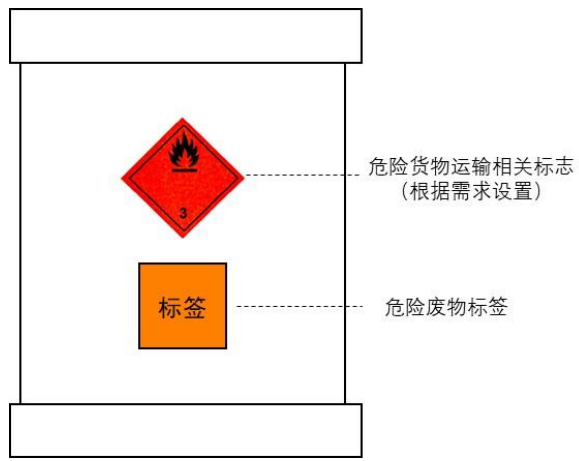 危险货物运输相关标志
（根据需求设置）
3
标签
危险废物标签